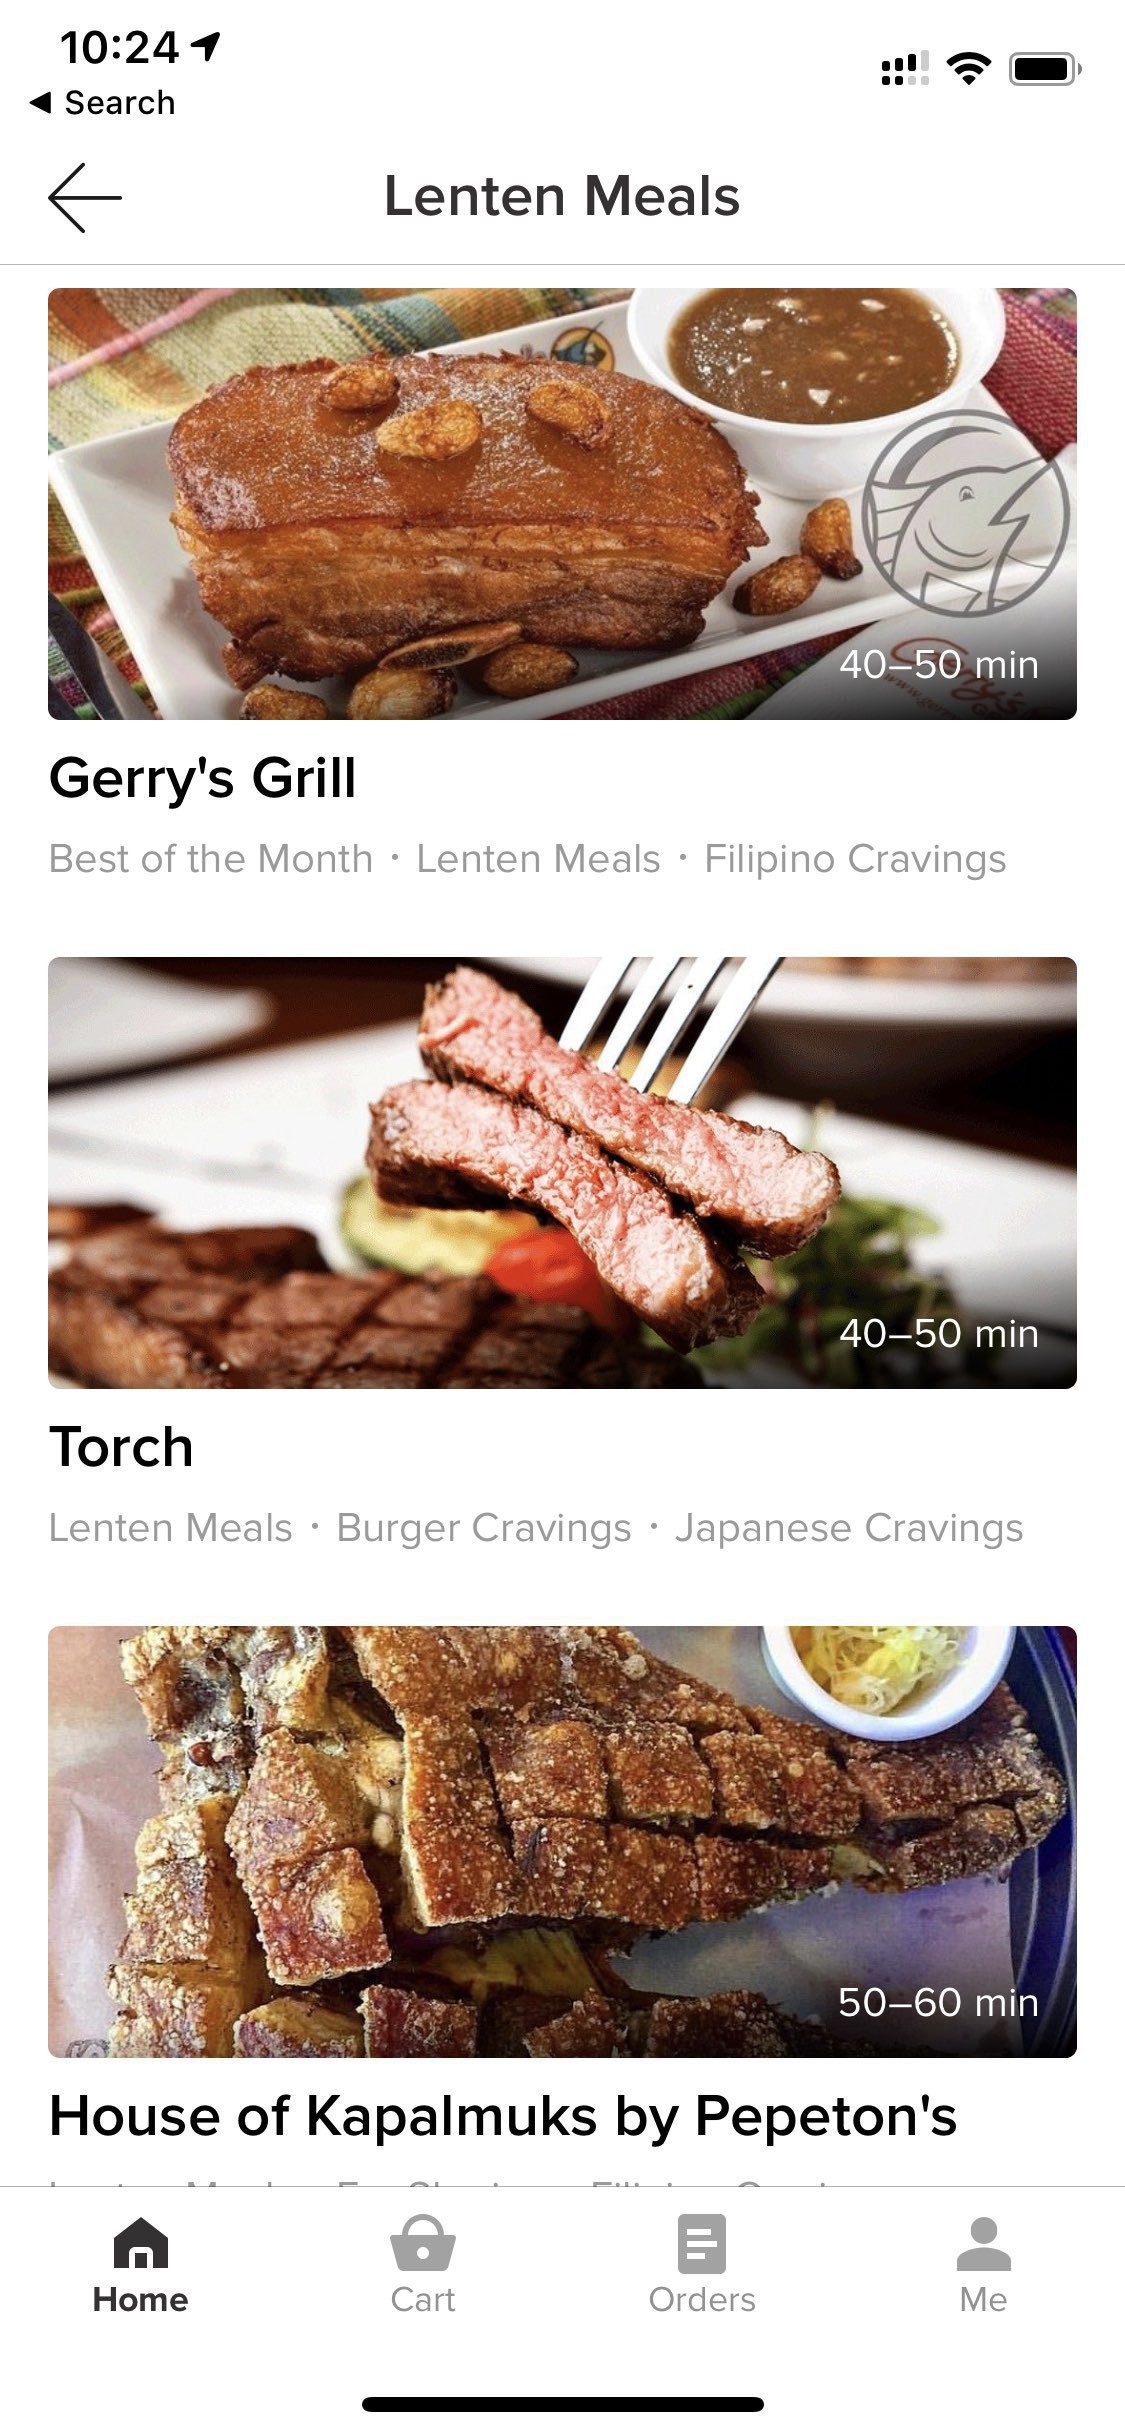 10:24
Search
Lenten Meals
40–50 min
Gerry's Grill
Best of the Month · Lenten Meals · Filipino Cravings
40–50 min
Torch
Lenten Meals · Burger Cravings · Japanese Cravings
50–60 min
House of Kapalmuks by Pepeton's
Home
Cart
Orders
Me